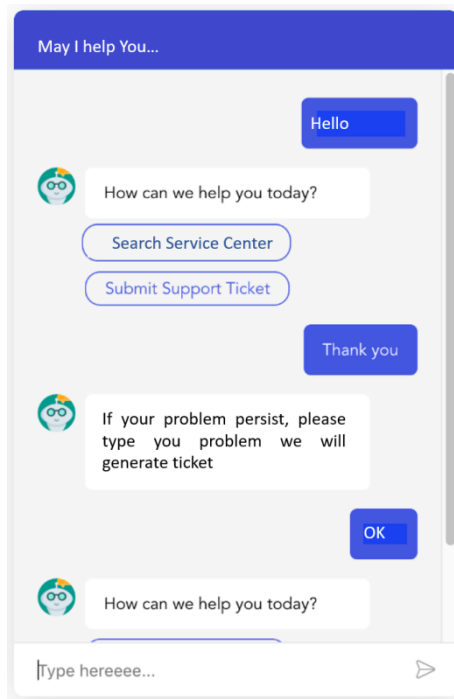 May I help You...
Hello
How can we help you today?
Search Service Center
Submit Support Ticket
Thank you
If your problem persist, please
type you problem we will
generate ticket
OK
How can we help you today?
Type hereeee...